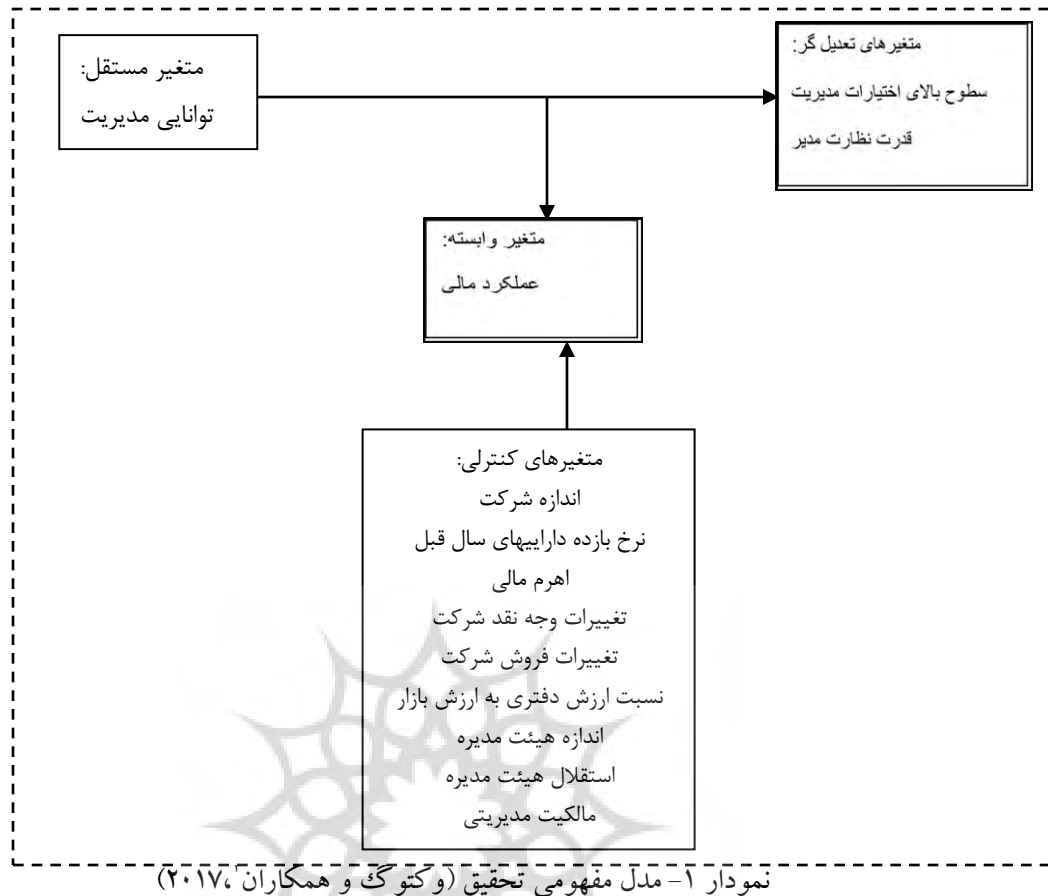 متغیر مستقل:
توانایی مدیریت
متغیرهای تعدیل گر:
سطوح بالای اختیارات مدیریت
قدرت نظارت مدیر
متغیر وابسته:
عملکرد مالی
متغیرهای کنترلی:
اندازه شرکت
نرخ بازده داراییهای سال قبل
اهرم مالی
تغییرات وجه نقد شرکت
تغییرات فروش شرکت
نسبت ارزش دفتری به ارزش بازار
اندازه هیئت مدیره
استقلال هیئت مدیره
مالکیت مدیریتی
نمودار ۱- مدل مفهومی تحقیق (وکتوگ و همکاران۱، ۲۰۱۷)